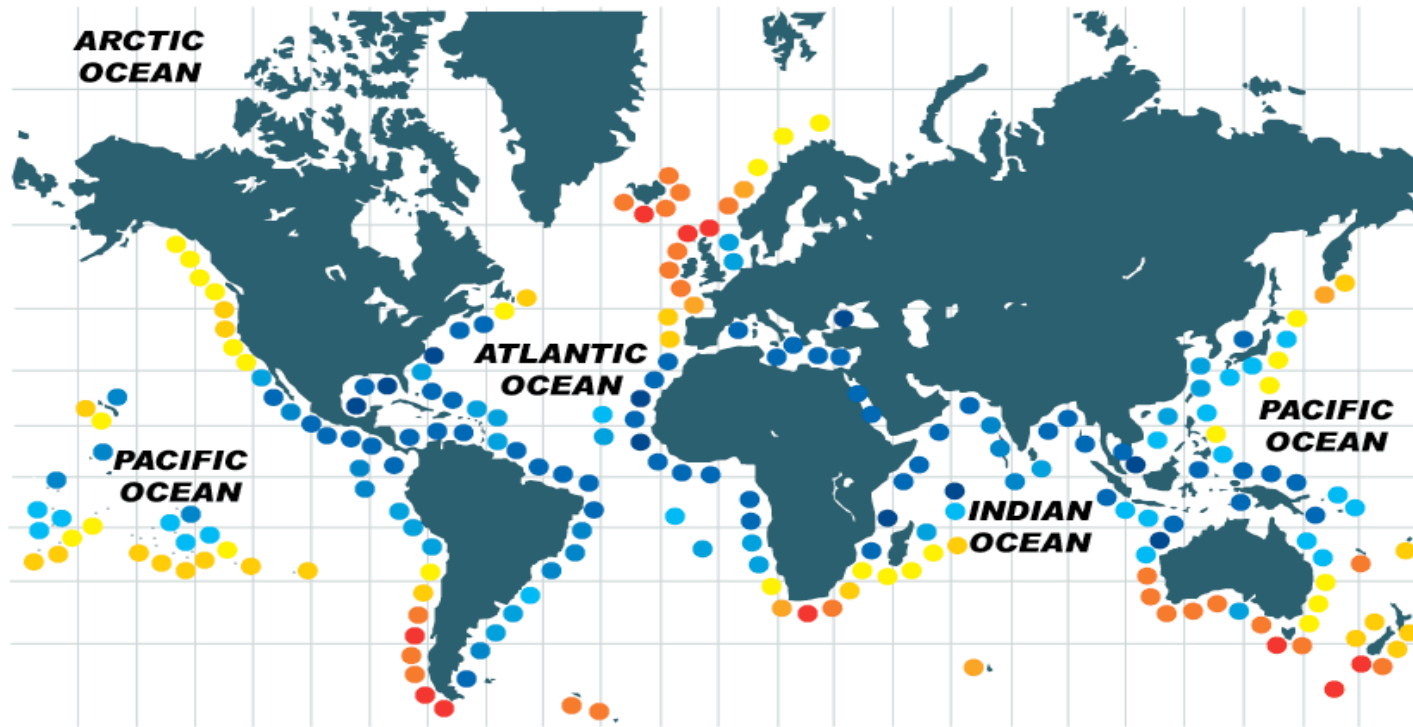 ARCTIC
OCEAN
ATLANTIC
OCEAN
PACIFIC
OCEAN
PACIFIC
OCEAN
INDIAN
OCEAN